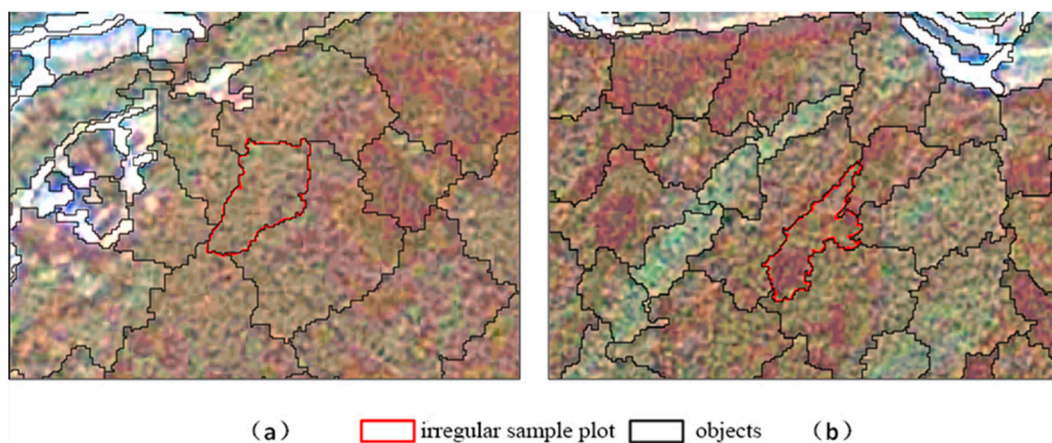 （a） irregular sample plot objects （b）